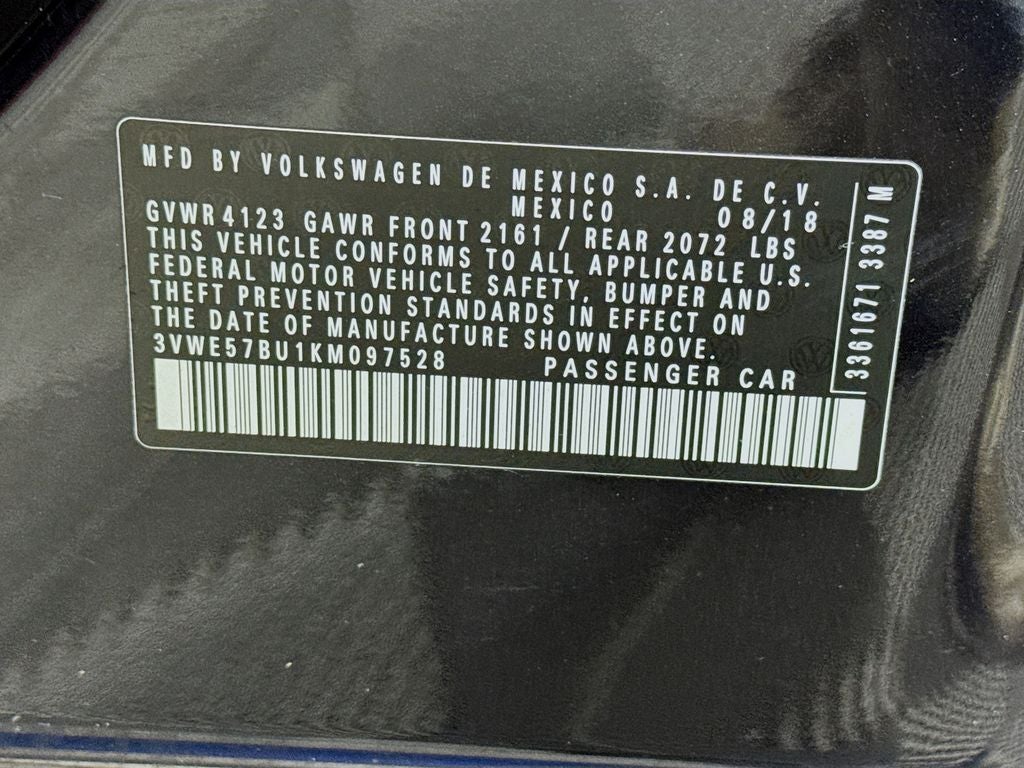 MFD BY VOLKSWAGEN DE MEXICO S.A. DE C.V.
MEXICO 08/18
GVWR 4123 GAWR FRONT 2161 / REAR 2072 LBS
THIS VEHICLE CONFORMS TO ALL APPLICABLE U.S.
FEDERAL MOTOR VEHICLE SAFETY, BUMPER AND
THEFT PREVENTION STANDARDS IN EFFECT ON
THE DATE OF MANUFACTURE SHOWN ABOVE.
3VWE57BU1KM097528 PASSENGER CAR
3361671 3387 M